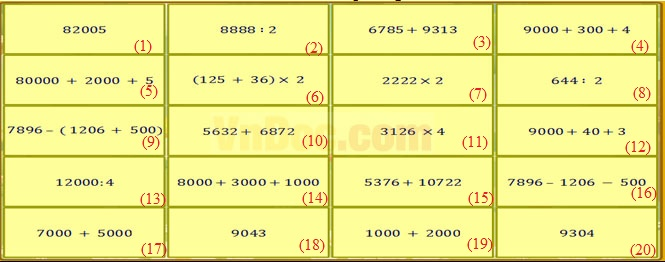 82005 (1) 8888 : 2 (2) 6785 + 9313 (3) 9000 + 300 + 4 (4)
80000 + 2000 + 5 (5) (125 + 36) × 2 (6) 2222 × 2 (7) 644 : 2 (8)
7896 – ( 1206 + 500) (9) 5632 + 6872 (10) 3126 × 4 (11) 9000 + 40 + 3 (12)
VnDoc.com
12000:4 (13) 8000 + 3000 + 1000 (14) 5376 + 10722 (15) 7896 – 1206 – 500 (16)
7000 + 5000 (17) 9043 (18) 1000 + 2000 (19) 9304 (20)